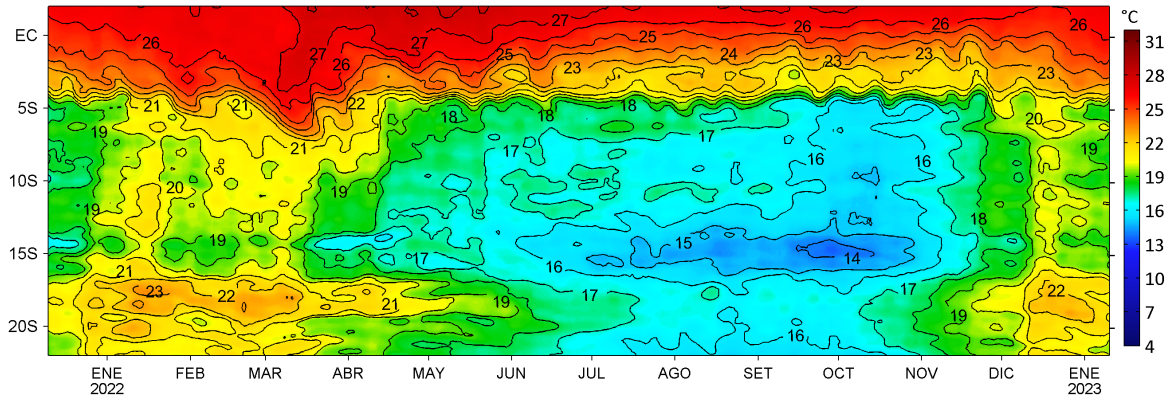 °C
27 26 26 26
26 27 27 25 25
EC
26 25 24 23 23 23 23
21 21 22 18 20
5S
19 18 18 17
21 17 16 16 19
10S
20 19
19 18
19 15
15S
17 16 14
21
23 22 21 19 17 17 22
19
20S
16 16
31
28
25
22
19
16
13
10
7
4
ENE FEB MAR ABR MAY JUN JUL AGO SET OCT NOV DIC ENE
2022 2023